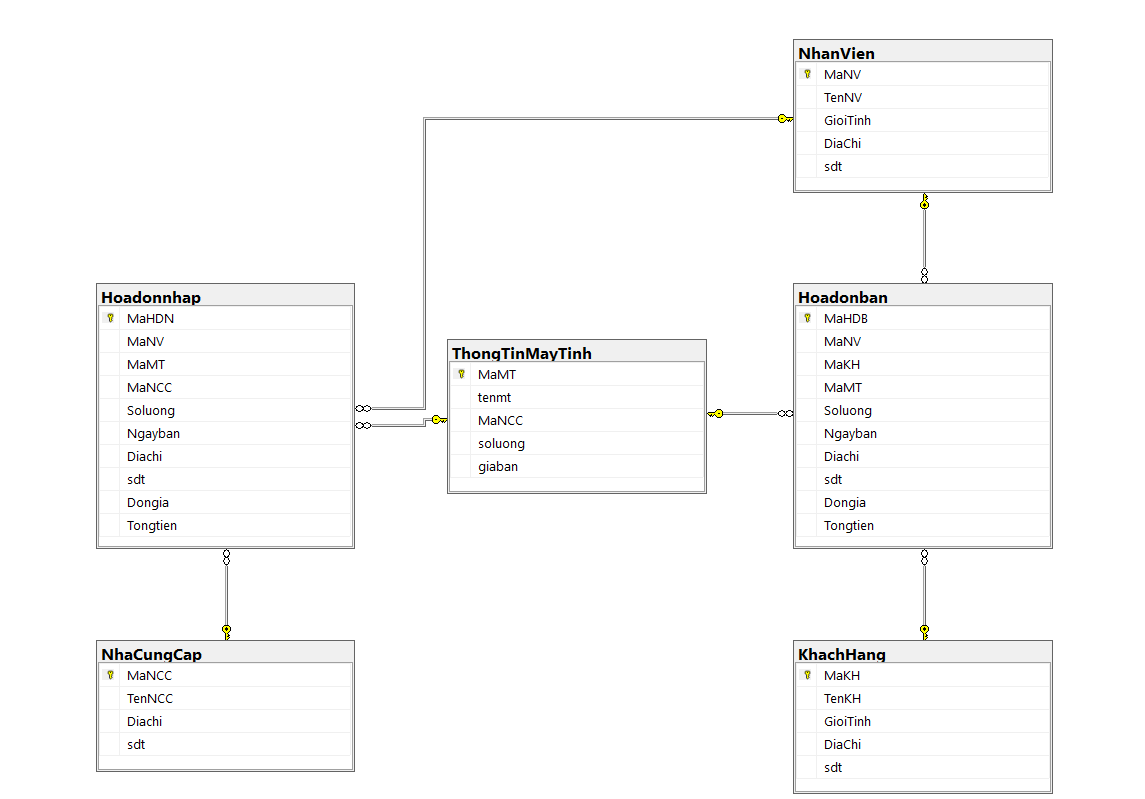 NhanVien
MaNV
TenNV
GioiTinh
DiaChi
sdt
Hoadonnhap
MaHDN
MaNV
MaMT
MaNCC
Soluong
Ngayban
Diachi
sdt
Dongia
Tongtien
ThongTinMayTinh
MaMT
tenmt
MaNCC
soluong
giaban
Hoadonban
MaHDB
MaNV
MaKH
MaMT
Soluong
Ngayban
Diachi
sdt
Dongia
Tongtien
NhaCungCap
MaNCC
TenNCC
Diachi
sdt
KhachHang
MaKH
TenKH
GioiTinh
DiaChi
sdt